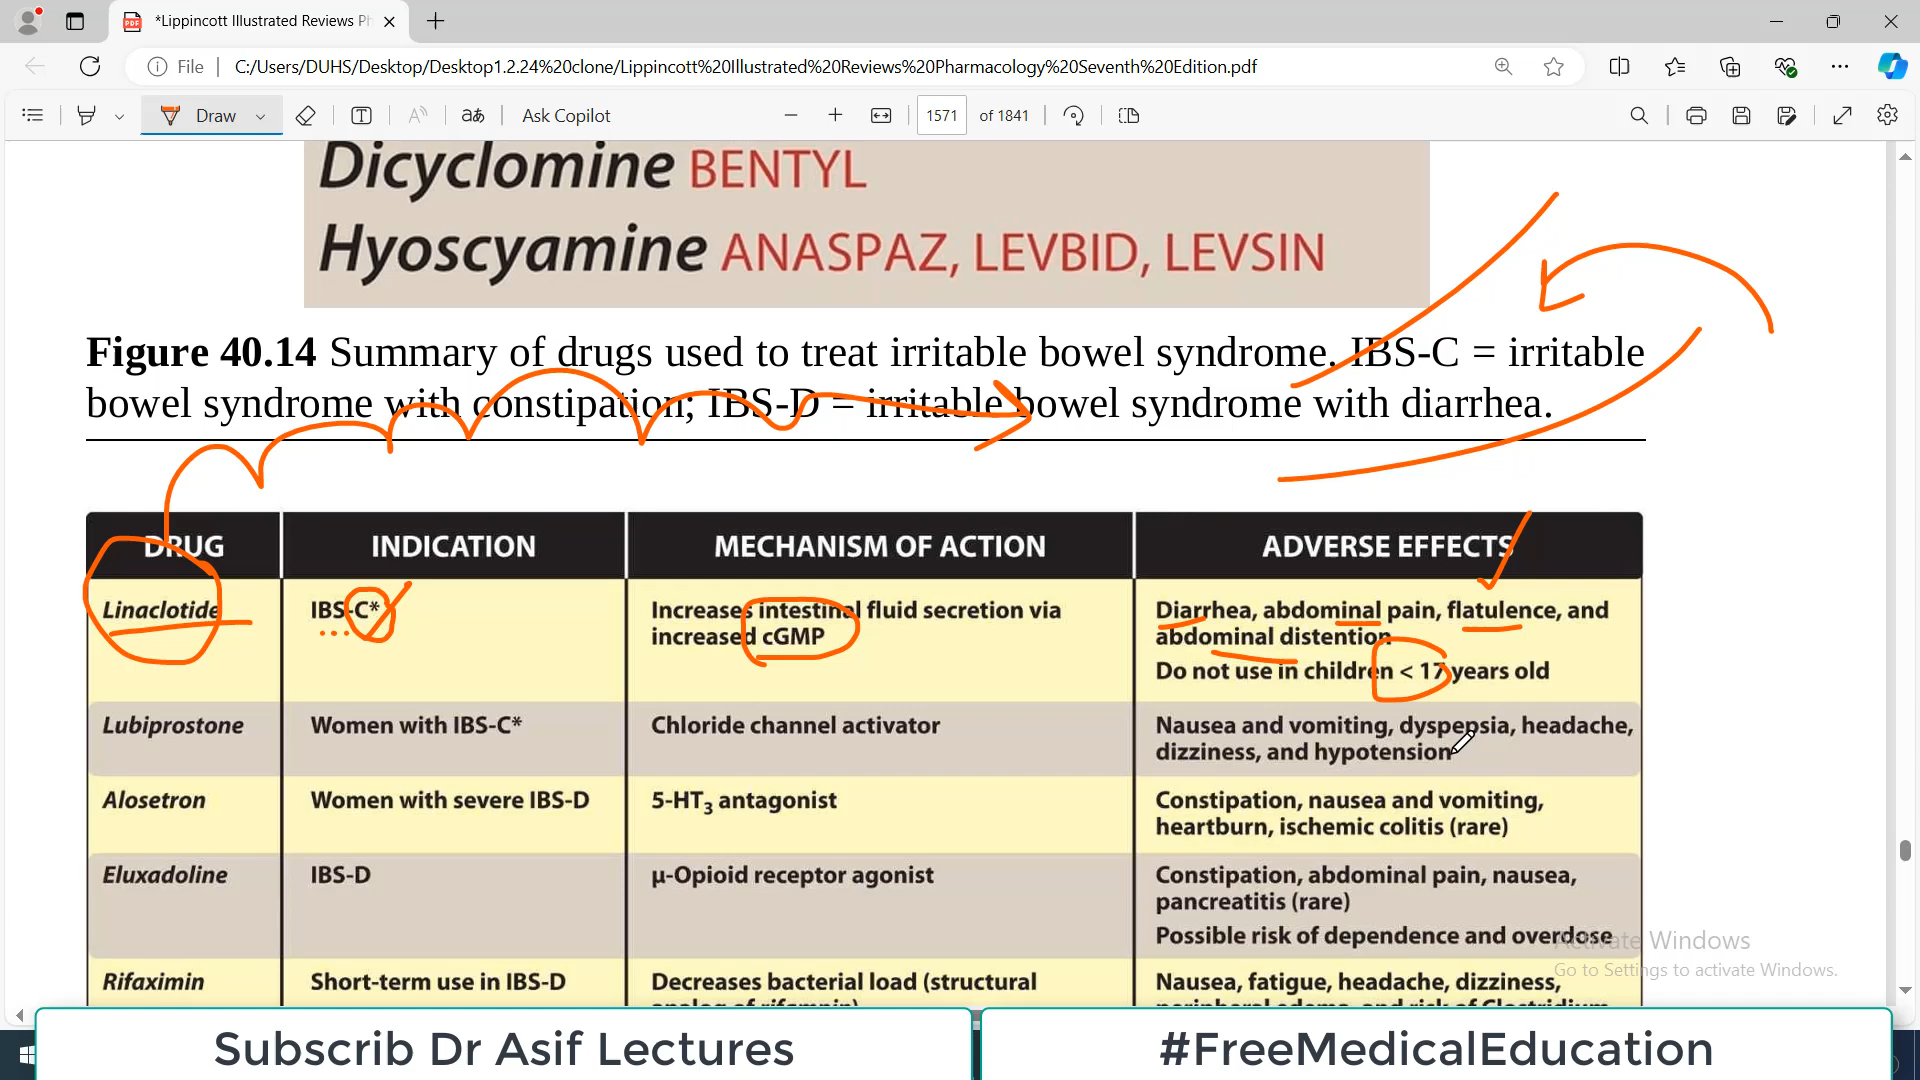 *Lippincott Illustrated Reviews P
File
C:/Users/DUHS/Desktop/Desktop1.2.24%20clone/Lippincott%20Illustrated%20Reviews%20Pharmacology%20Seventh%20Edition.pdf
Draw
Ask Copilot
1571 of 1841
Dicyclomine BENTYL
Hyoscyamine ANASPAZ, LEVBID, LEVSIN
Figure 40.14 Summary of drugs used to treat irritable bowel syndrome. IBS-C = irritable
bowel syndrome with constipation; IBS-D = irritable bowel syndrome with diarrhea.
DRUG INDICATION MECHANISM OF ACTION ADVERSE EFFECTS
Linaclotide IBS-C* Increases intestinal fluid secretion via increased cGMP Diarrhea, abdominal pain, flatulence, and
abdominal distention
Do not use in children < 17 years old
Lubiprostone Women with IBS-C* Chloride channel activator Nausea and vomiting, dyspepsia, headache,
dizziness, and hypotension
Alosetron Women with severe IBS-D 5-HT3 antagonist Constipation, nausea and vomiting,
heartburn, ischemic colitis (rare)
Eluxadoline IBS-D µ-Opioid receptor agonist Constipation, abdominal pain, nausea,
pancreatitis (rare)
Possible risk of dependence and overdose
Rifaximin Short-term use in IBS-D Decreases bacterial load (structural Nausea, fatigue, headache, dizziness,
Activate Windows
Go to Settings to activate Windows.
Subscrib Dr Asif Lectures
#FreeMedicalEducation